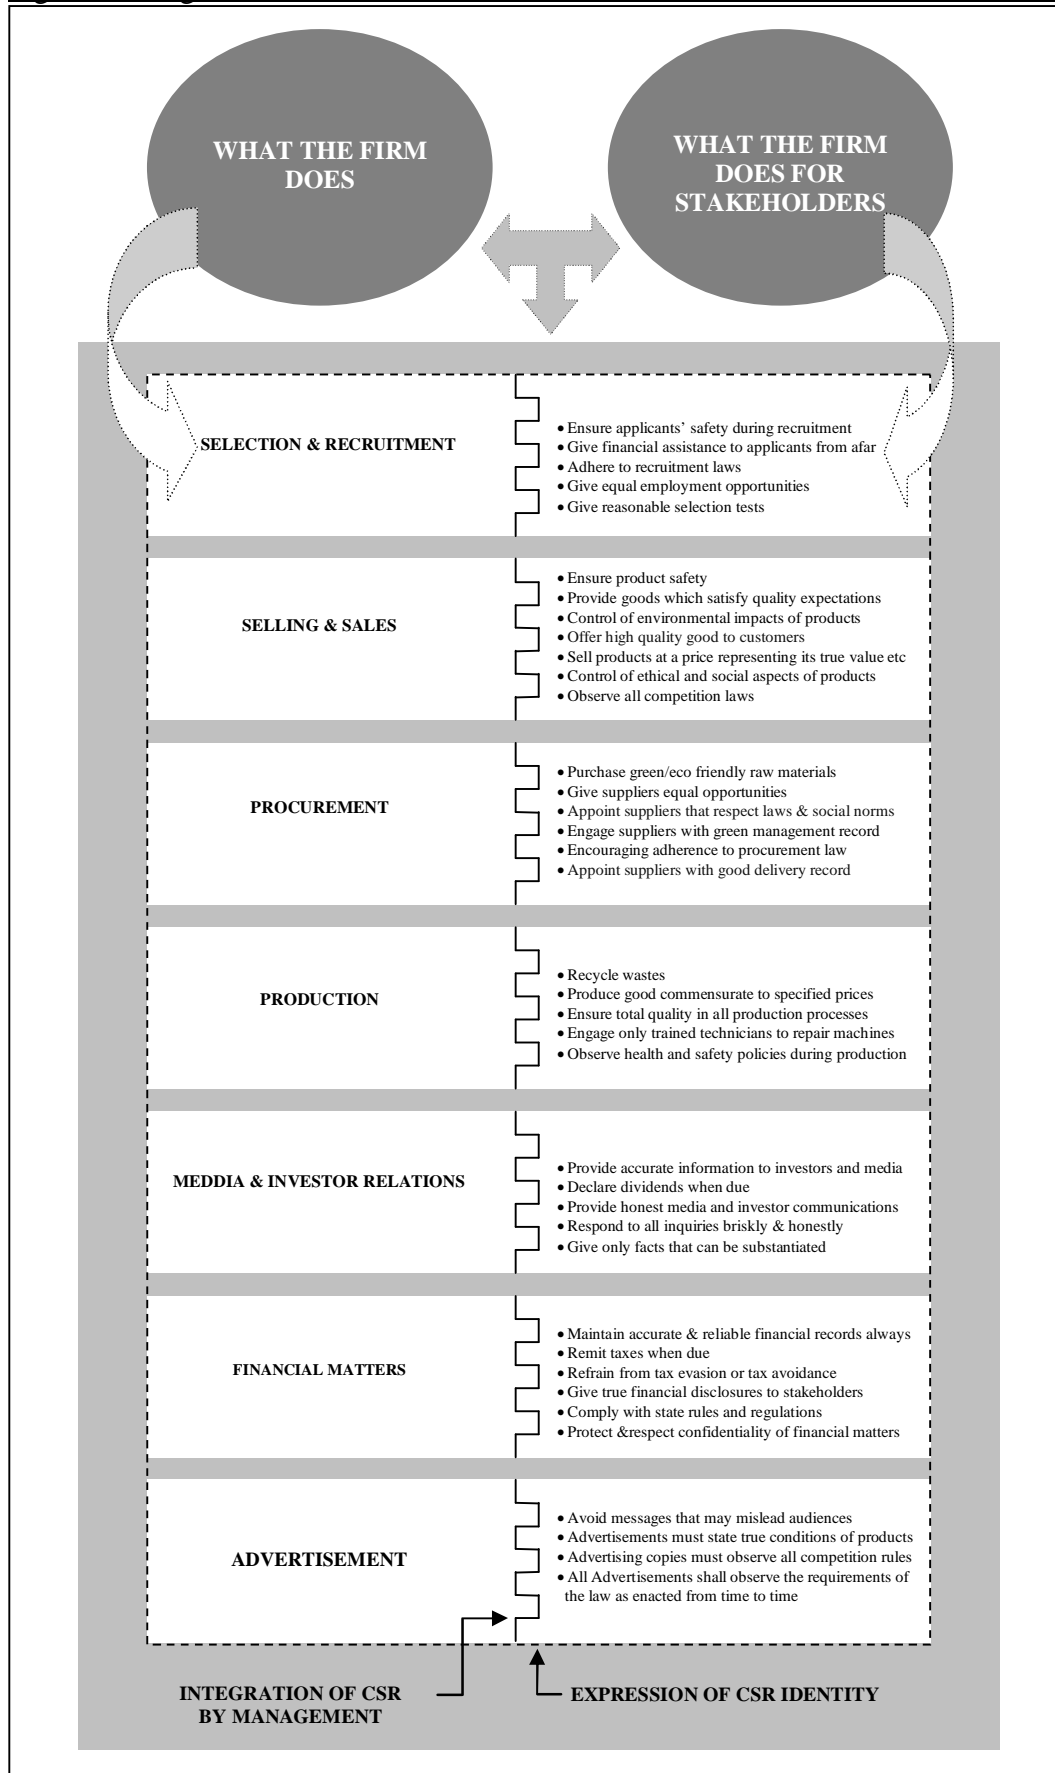 WHAT THE FIRM
DOES
WHAT THE FIRM
DOES FOR
STAKEHOLDERS
SELECTION & RECRUITMENT
• Ensure applicants’ safety during recruitment
• Give financial assistance to applicants from afar
• Adhere to recruitment laws
• Give equal employment opportunities
• Give reasonable selection tests
SELLING & SALES
• Ensure product safety
• Provide goods which satisfy quality expectations
• Control of environmental impacts of products
• Offer high quality good to customers
• Sell products at a price representing its true value etc
• Control of ethical and social aspects of products
• Observe all competition laws
PROCUREMENT
• Purchase green/eco friendly raw materials
• Give suppliers equal opportunities
• Appoint suppliers that respect laws & social norms
• Engage suppliers with green management record
• Encouraging adherence to procurement law
• Appoint suppliers with good delivery record
PRODUCTION
• Recycle wastes
• Produce good commensurate to specified prices
• Ensure total quality in all production processes
• Engage only trained technicians to repair machines
• Observe health and safety policies during production
MEDDIA & INVESTOR RELATIONS
• Provide accurate information to investors and media
• Declare dividends when due
• Provide honest media and investor communications
• Respond to all inquiries briskly & honestly
• Give only facts that can be substantiated
FINANCIAL MATTERS
• Maintain accurate & reliable financial records always
• Remit taxes when due
• Refrain from tax evasion or tax avoidance
• Give true financial disclosures to stakeholders
• Comply with state rules and regulations
• Protect &respect confidentiality of financial matters
ADVERTISEMENT
• Avoid messages that may mislead audiences
• Advertisements must state true conditions of products
• Advertising copies must observe all competition rules
• All Advertisements shall observe the requirements of
the law as enacted from time to time
INTEGRATION OF CSR
BY MANAGEMENT
EXPRESSION OF CSR IDENTITY